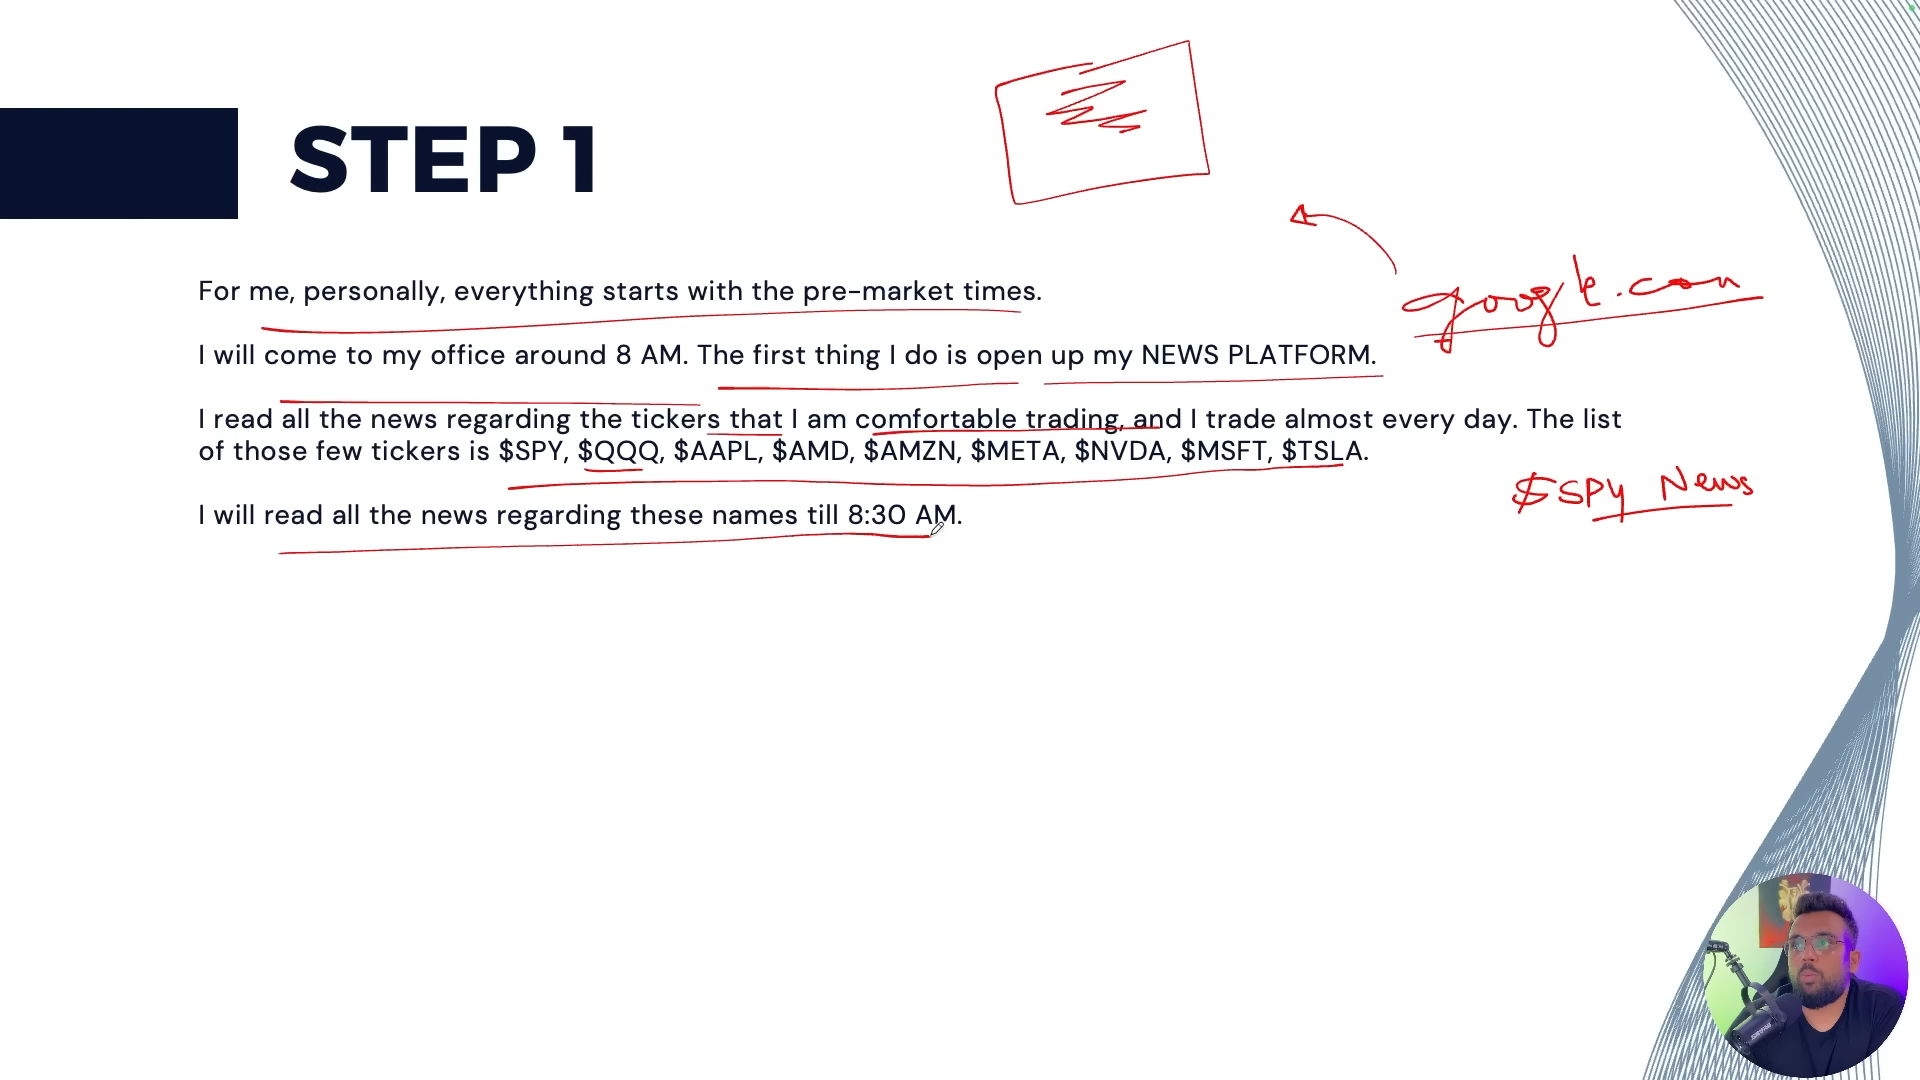 STEP 1
For me, personally, everything starts with the pre-market times.
google.com
I will come to my office around 8 AM. The first thing I do is open up my NEWS PLATFORM.
I read all the news regarding the tickers that I am comfortable trading, and I trade almost every day. The list
of those few tickers is $SPY, $QQQ, $AAPL, $AMD, $AMZN, $META, $NVDA, $MSFT, $TSLA.
$SPY News
I will read all the news regarding these names till 8:30 AM.